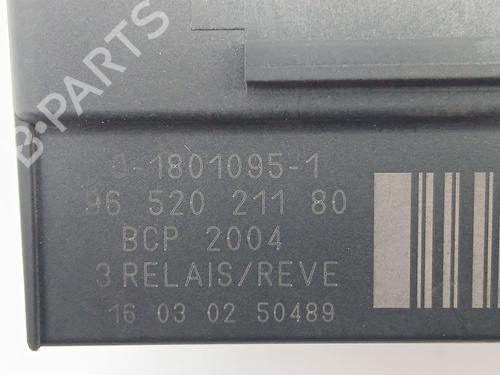 B-PARTS
0-1801095-1
96 520 211 80
BCP 2004
3 RELAIS/REVE
16 03 02 50489